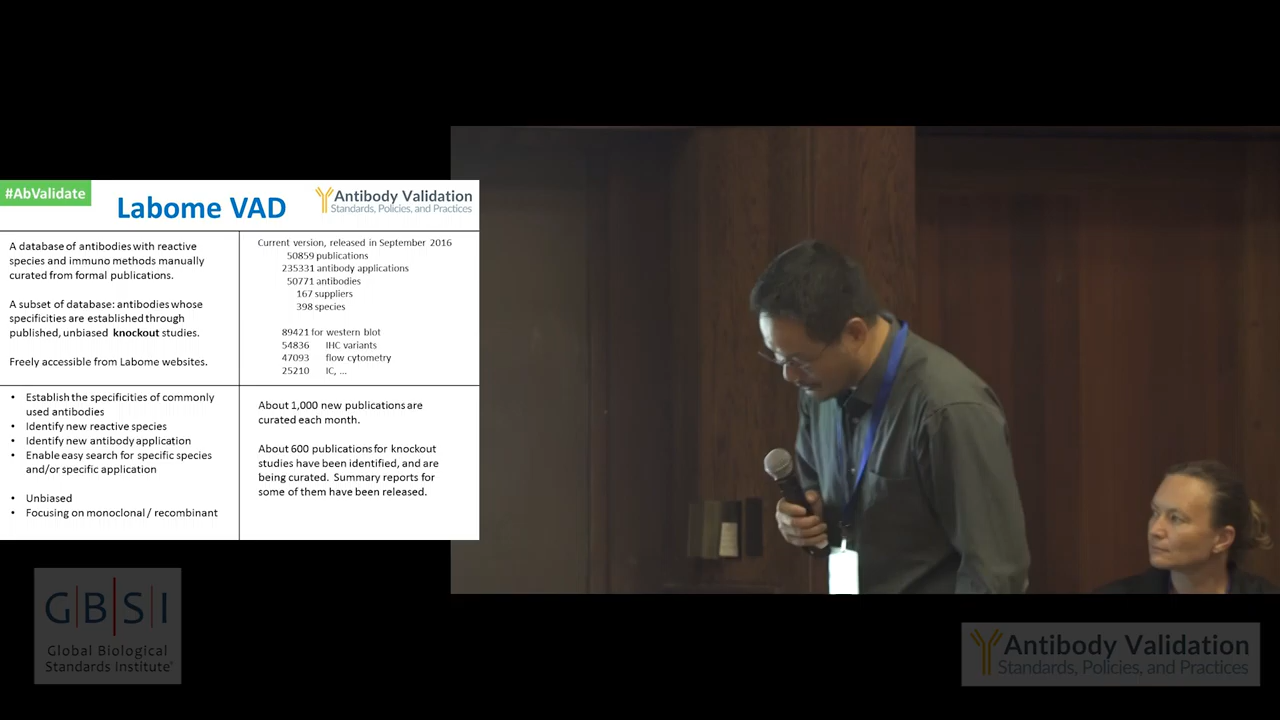 #AbValidate
Labome VAD
Antibody Validation
Standards, Policies, and Practices
A database of antibodies with reactive
species and immuno methods manually
curated from formal publications.
A subset of database: antibodies whose
specificities are established through
published, unbiased knockout studies.
Freely accessible from Labome websites.
Current version, released in September 2016
50859 publications
235331 antibody applications
50771 antibodies
167 suppliers
398 species
89421 for western blot
54836 IHC variants
47093 flow cytometry
25210 IC, ...
• Establish the specificities of commonly
used antibodies
• Identify new reactive species
• Identify new antibody application
• Enable easy search for specific species
and/or specific application
• Unbiased
• Focusing on monoclonal / recombinant
About 1,000 new publications are
curated each month.
About 600 publications for knockout
studies have been identified, and are
being curated. Summary reports for
some of them have been released.
GBSI
Global Biological
Standards Institute
Antibody Validation
Standards, Policies, and Practices